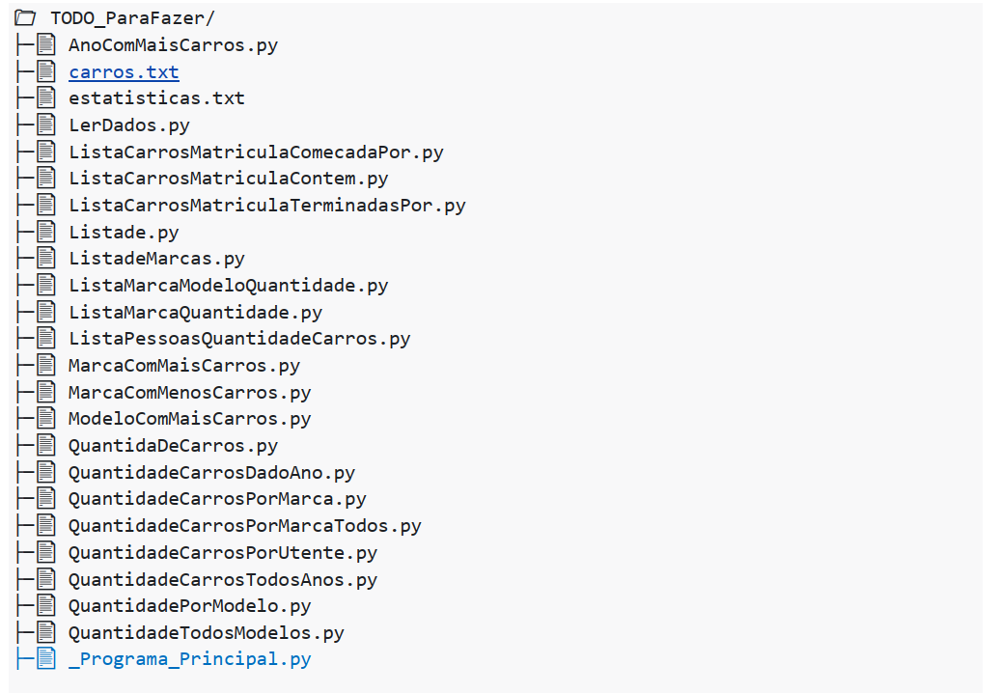 TODO_ParaFazer/
AnoComMaisCarros.py
carros.txt
estatisticas.txt
LerDados.py
ListaCarrosMatriculaComecadaPor.py
ListaCarrosMatriculaContem.py
ListaCarrosMatriculaTerminadasPor.py
Listade.py
ListadeMarcas.py
ListaMarcaModeloQuantidade.py
ListaMarcaQuantidade.py
ListaPessoasQuantidadeCarros.py
MarcaComMaisCarros.py
MarcaComMenosCarros.py
ModeloComMaisCarros.py
QuantidaDeCarros.py
QuantidadeCarrosDadoAno.py
QuantidadeCarrosPorMarca.py
QuantidadeCarrosPorMarcaTodos.py
QuantidadeCarrosPorUtente.py
QuantidadeCarrosTodosAnos.py
QuantidadePorModelo.py
QuantidadeTodosModelos.py
_Programa_Principal.py